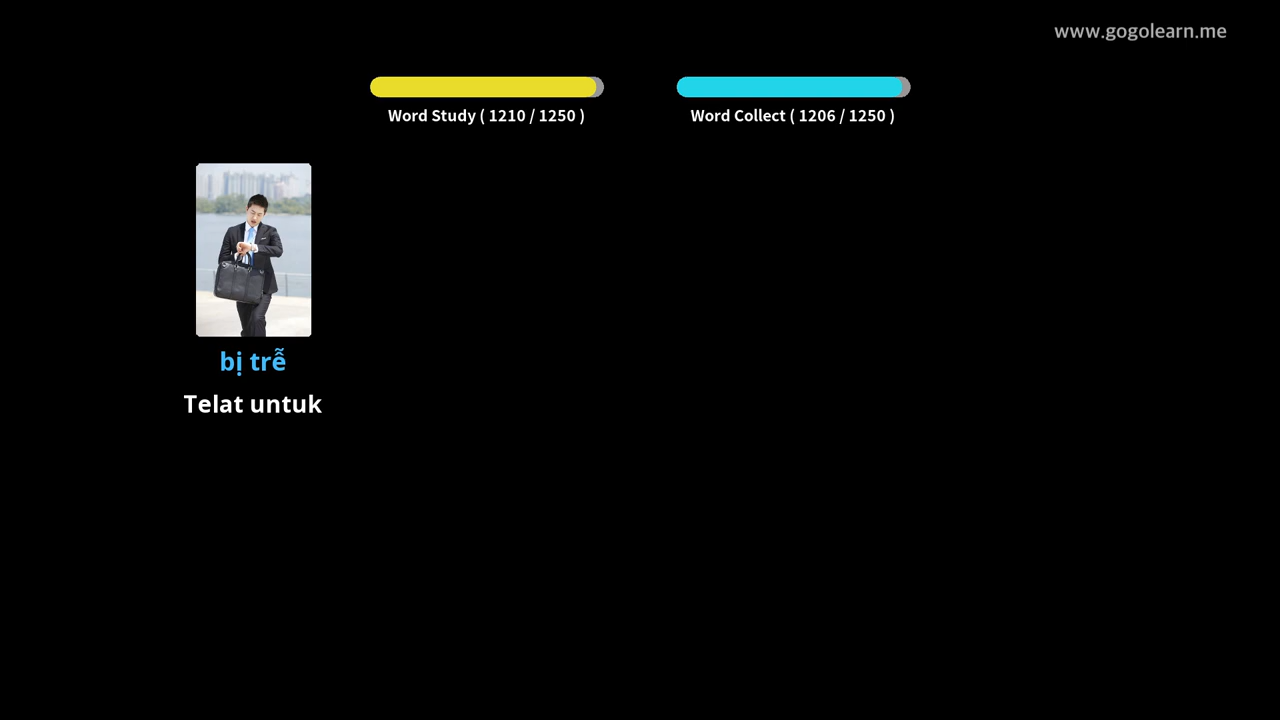 www.gogolearn.me
Word Study ( 1210 / 1250 )
Word Collect ( 1206 / 1250 )
bị trễ
Telat untuk